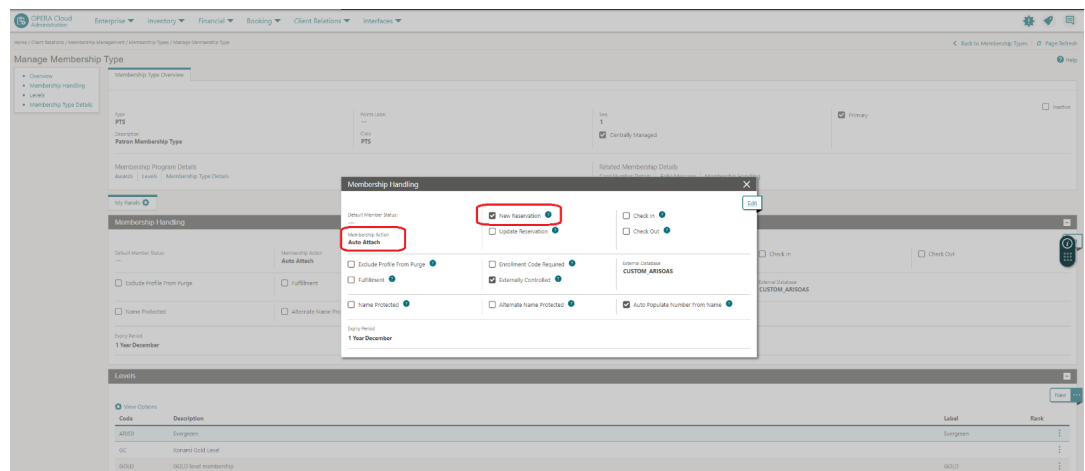 OPERA Cloud
Administration
Enterprise
Inventory
Financial
Booking
Client Relations
Interfaces
Home / Client Relations / Membership Management / Membership Types / Manage Membership Type
Back to Membership Types
Page Refresh
Manage Membership Type
Help
Overview
Membership Handling
Levels
Membership Type Details
Membership Type Overview
Inactive
Type
PTS
Points Label
---
Seq
1
Primary
Description
Patron Membership Type
Class
PTS
Centrally Managed
Membership Program Details
Awards | Levels | Membership Type Details
Related Membership Details
My Panels
Membership Handling
Default Member Status
---
Membership Action
Auto Attach
Check In
Check Out
Exclude Profile From Purge
Fulfillment
External Database
CUSTOM_ARISOAS
Name Protected
Alternate Name Pro
Expiry Period
1 Year December
Membership Handling
Edit
Default Member Status
---
New Reservation
Check In
Membership Action
Auto Attach
Update Reservation
Check Out
Exclude Profile From Purge
Enrollment Code Required
External Database
CUSTOM_ARISOAS
Fulfillment
Externally Controlled
Name Protected
Alternate Name Protected
Auto Populate Number From Name
Expiry Period
1 Year December
Levels
New
View Options
Code
Description
Label
Rank
Evergreen
Evergreen
GC
Konami Gold Level
GOLD
GOLD level membership
GOLD